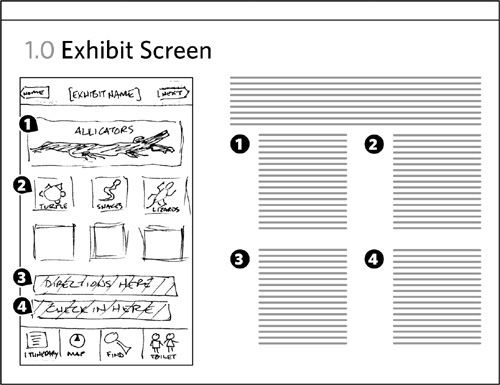 1.0 Exhibit Screen
HOME [EXHIBIT NAME] NEXT
1
ALLIGATORS
2
TURTLE SNAKES LIZARDS
3 DIRECTIONS HERE
4 CHECK IN HERE
ITINERARY MAP FIND TOILET
1 2
3 4